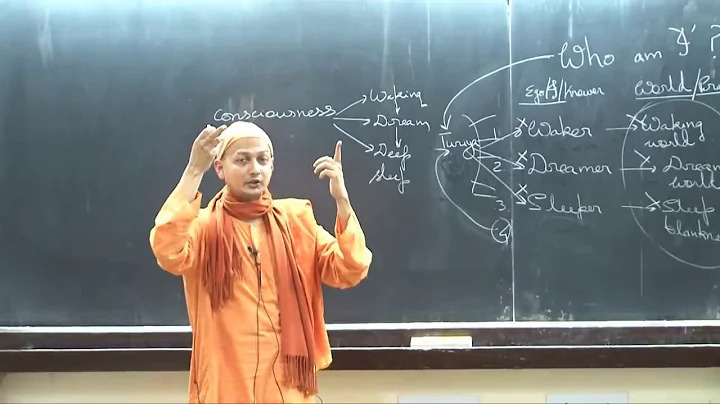 Who am 'I' ?
Ego/I/Knower World/
Consciousness
Waking
Dream
Deep
sleep
Turiya
1 Waker Waking
world
2 Dreamer Dream
world
3 Sleeper Sleep
blankness
4